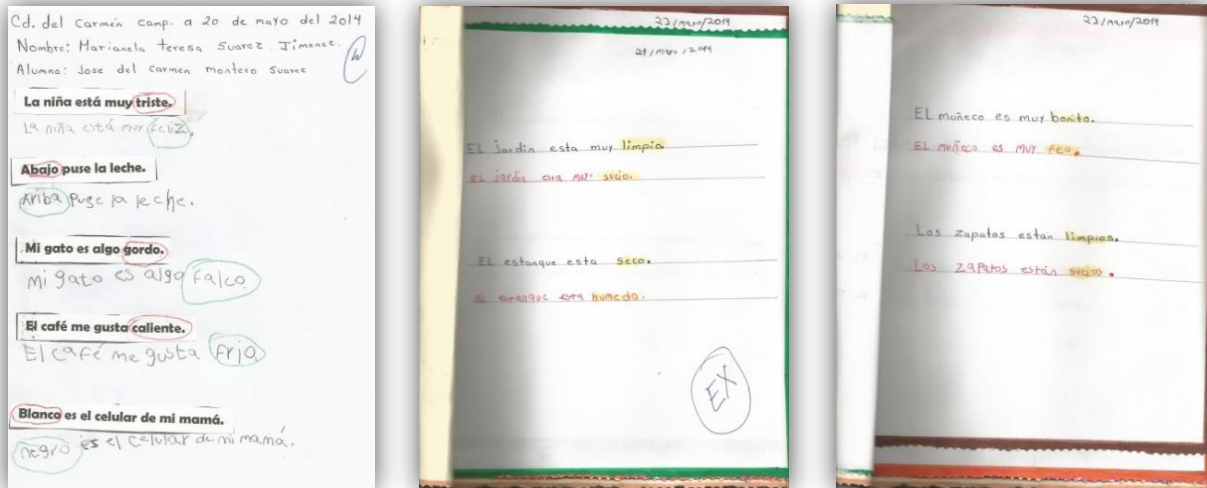 Cd. del Carmén camp. a 20 de mayo del 2014
Nombre: Marianela teresa Suarez Jimenez.
Alumno: Jose del Carmen montero Suarez
La niña está muy triste.
La niña está muy feliz.
Abajo puse la leche.
Arriba puse la leche.
Mi gato es algo gordo.
mi gato es algo falco
El café me gusta caliente.
El café me gusta frio
Blanco es el celular de mi mamá.
negro es el celular de mi mamá.
22/mayo/2014
21/mayo/2014
EL jardin esta muy limpio
EL jardin esta muy sucio.
EL estanque esta seco.
EL estanque esta humedo.
EX
22/mayo/2014
EL muñeco es muy bonito.
EL muñeco es muy feo.
Los zapatos están limpios.
Los zapatos están sucios.